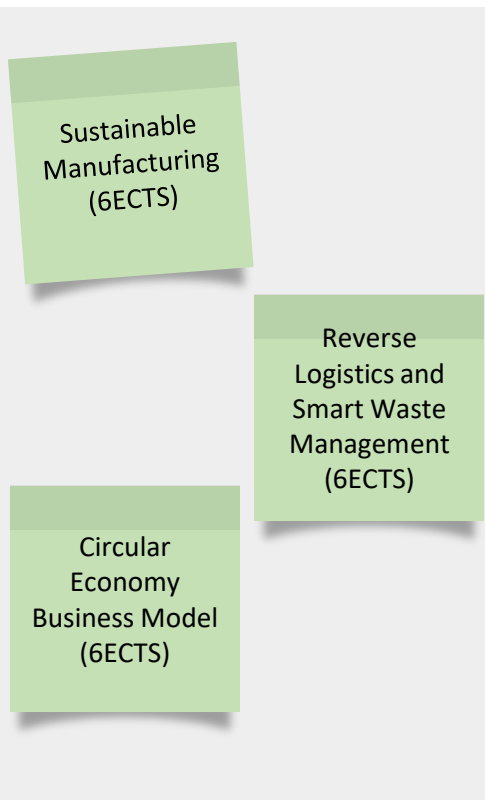 Sustainable
Manufacturing
(6ECTS)
Reverse
Logistics and
Smart Waste
Management
(6ECTS)
Circular
Economy
Business Model
(6ECTS)